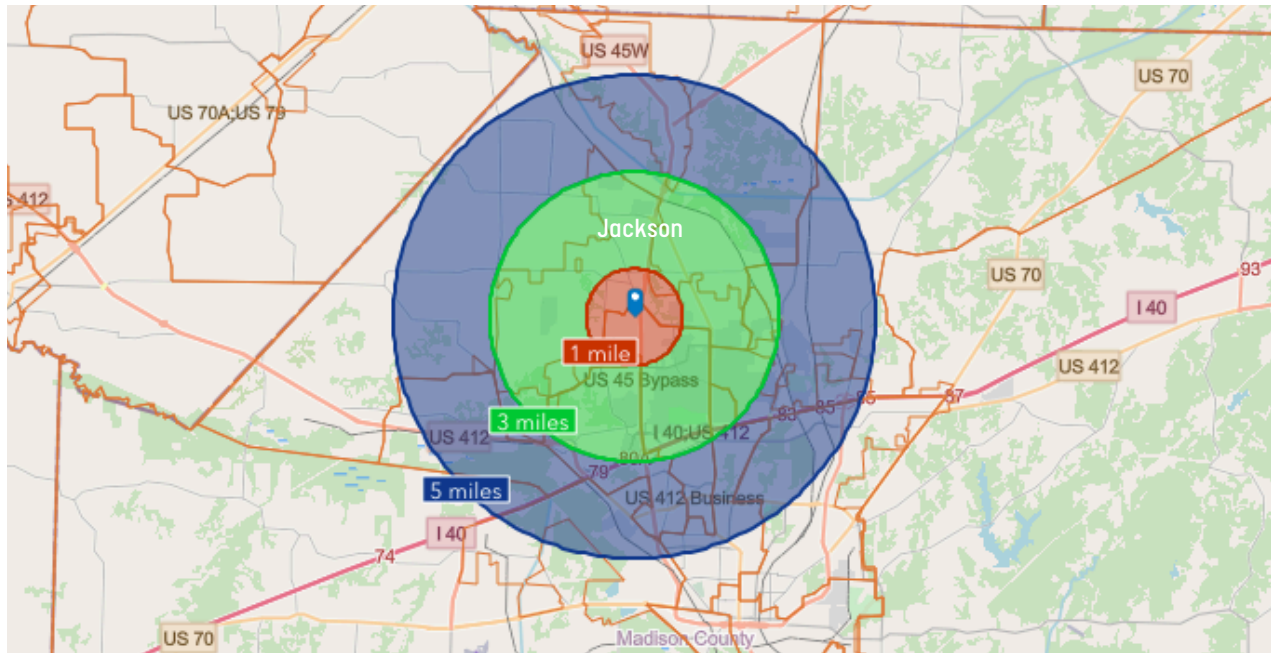 US 45W
US 70
US 70A;US 79
S 412
Jackson
93
US 70
I 40
1 mile
US 412
US 45 Bypass
87
85
85
83
3 miles
I 40;US 412
US 412
80A
79
5 miles
US 412 Business
I 40
74
US 70
Madison County